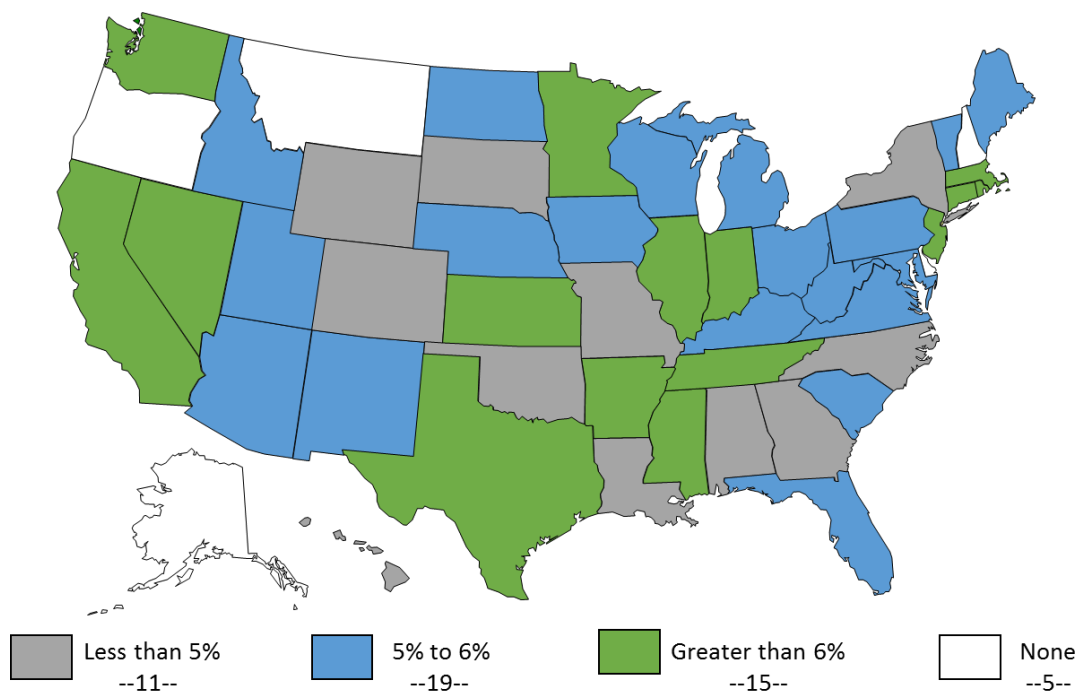 Less than 5%
--11--
5% to 6%
--19--
Greater than 6%
--15--
None
--5--